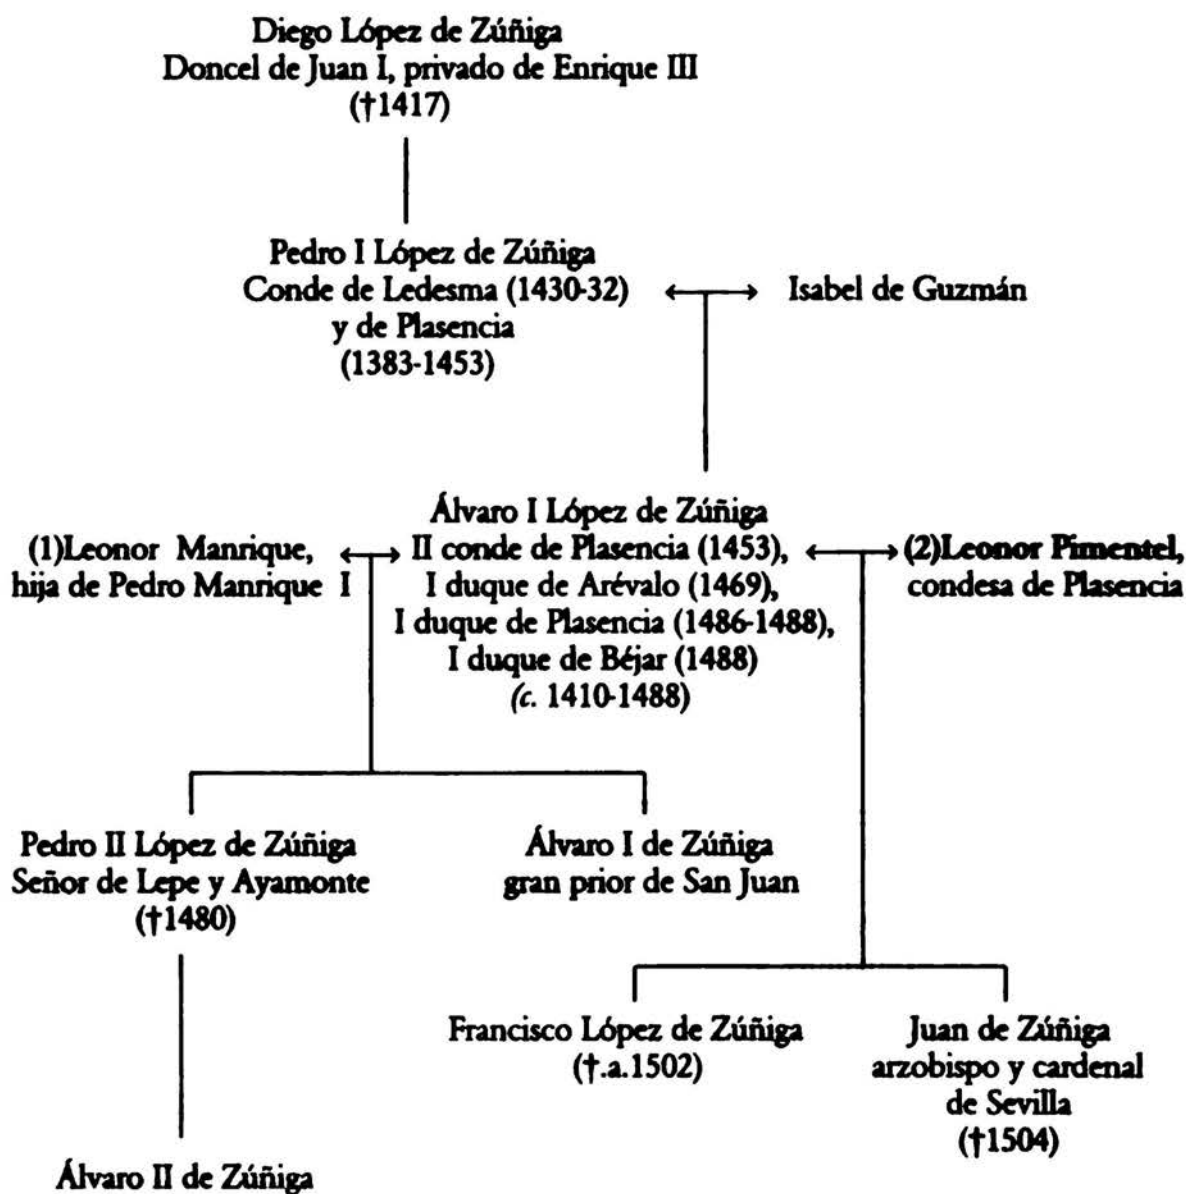 Diego López de Zúñiga
Doncel de Juan I, privado de Enrique III
(†1417)
Pedro I López de Zúñiga
Conde de Ledesma (1430-32)
y de Plasencia
(1383-1453)
Isabel de Guzmán
(1)Leonor Manrique,
hija de Pedro Manrique I
Álvaro I López de Zúñiga
II conde de Plasencia (1453),
I duque de Arévalo (1469),
I duque de Plasencia (1486-1488),
I duque de Béjar (1488)
(c. 1410-1488)
(2)Leonor Pimentel,
condesa de Plasencia
Pedro II López de Zúñiga
Señor de Lepe y Ayamonte
(†1480)
Álvaro I de Zúñiga
gran prior de San Juan
Francisco López de Zúñiga
(†.a.1502)
Juan de Zúñiga
arzobispo y cardenal
de Sevilla
(†1504)
Álvaro II de Zúñiga